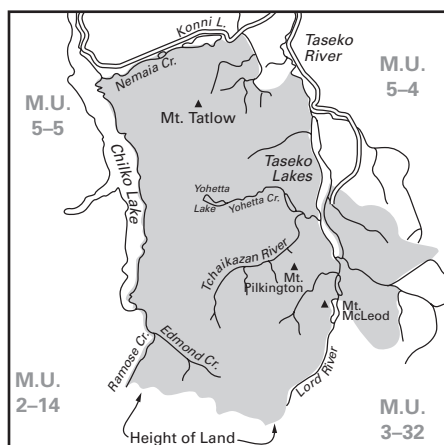 Konni L.
Taseko
River
Nemaia Cr.
M.U.
5–5
M.U.
5–4
Mt. Tatlow
Chilko Lake
Taseko
Lakes
Yohetta
Lake
Yohetta Cr.
Tchaikazan River
Mt.
Pilkington
Mt.
McLeod
Ramose Cr.
Edmond Cr.
Lord River
M.U.
2–14
M.U.
3–32
Height of Land